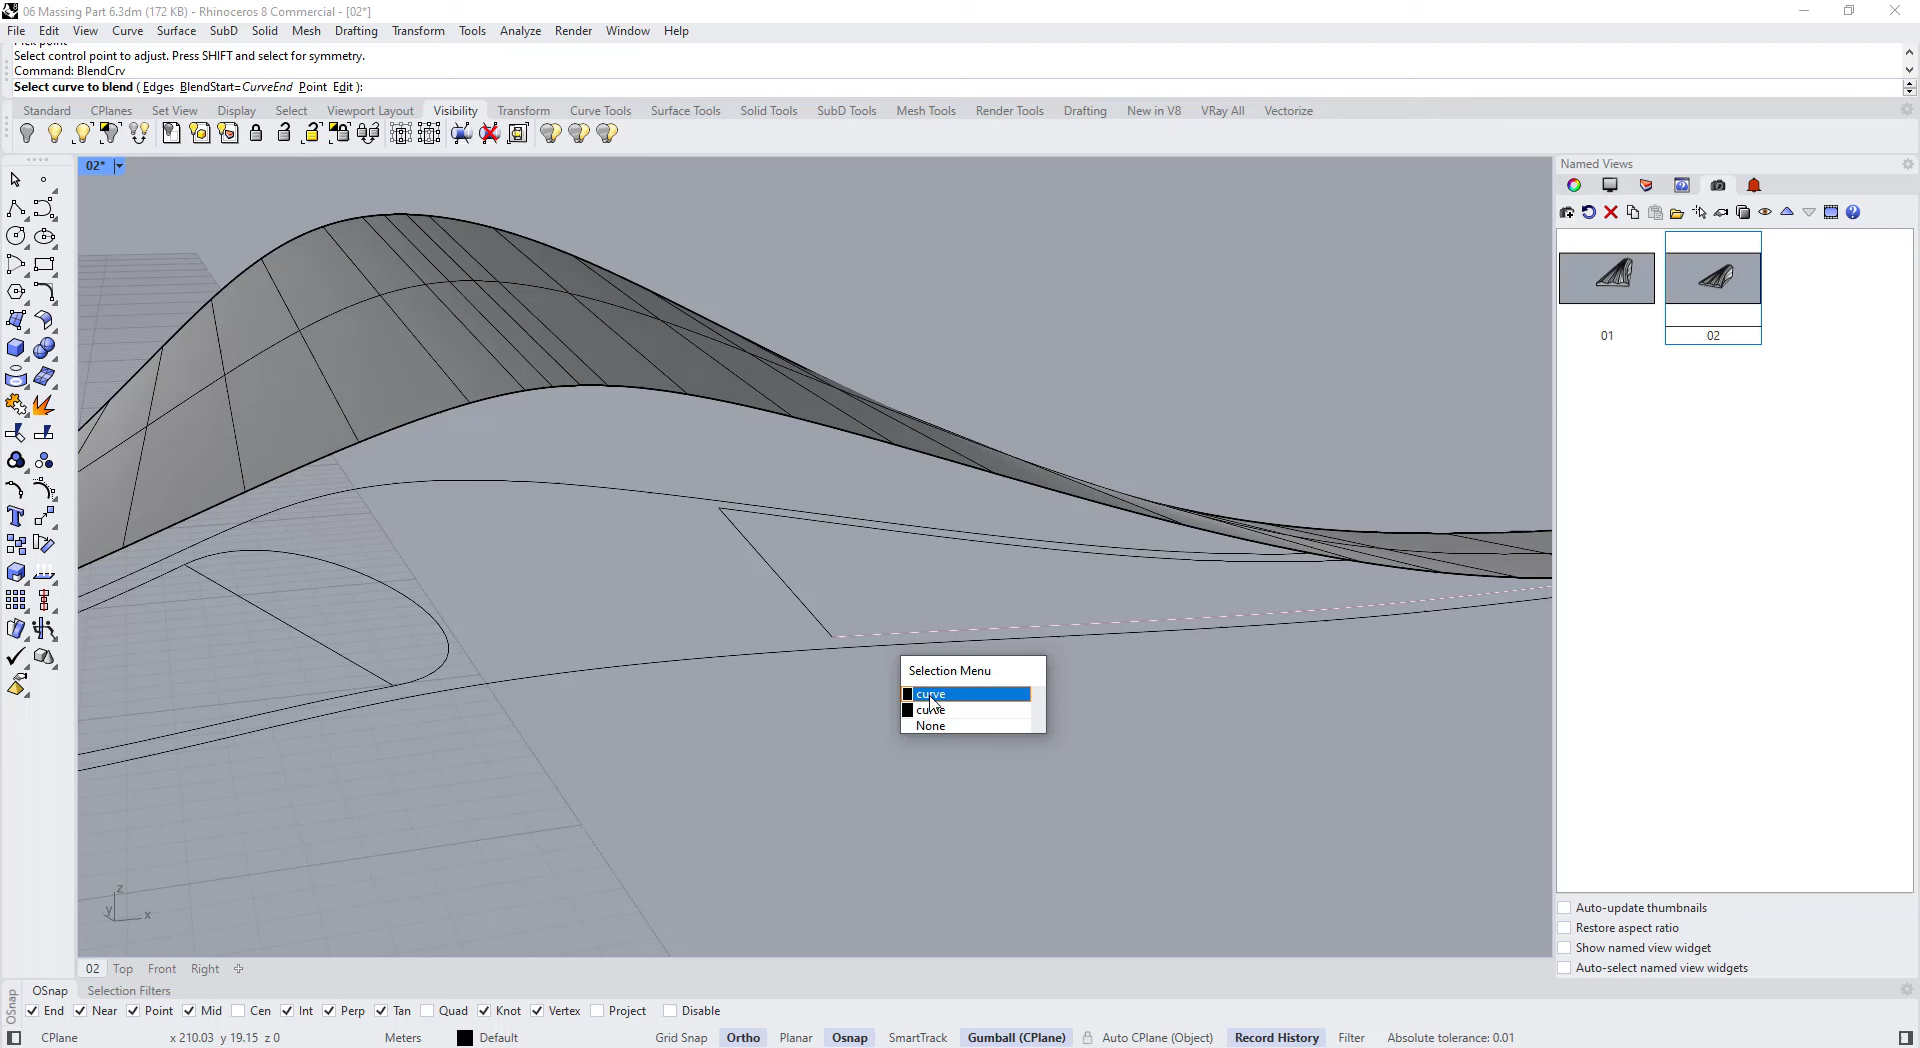 06 Massing Part 6.3dm (172 KB) - Rhinoceros 8 Commercial - [02*]
File Edit View Curve Surface SubD Solid Mesh Drafting Transform Tools Analyze Render Window Help
Pick point
Select control point to adjust. Press SHIFT and select for symmetry.
Command: BlendCrv
Select curve to blend ( Edges BlendStart=CurveEnd Point Edit ):
Standard CPlanes Set View Display Select Viewport Layout Visibility Transform Curve Tools Surface Tools Solid Tools SubD Tools Mesh Tools Render Tools Drafting New in V8 VRay All Vectorize
02*
Named Views
01 02
Selection Menu
curve
curve
None
z
y x
Auto-update thumbnails
Restore aspect ratio
Show named view widget
Auto-select named view widgets
02 Top Front Right
OSnap Selection Filters
OSnap
End Near Point Mid Cen Int Perp Tan Quad Knot Vertex Project Disable
CPlane x 210.03 y 19.15 z 0 Meters Default Grid Snap Ortho Planar Osnap SmartTrack Gumball (CPlane) Auto CPlane (Object) Record History Filter Absolute tolerance: 0.01